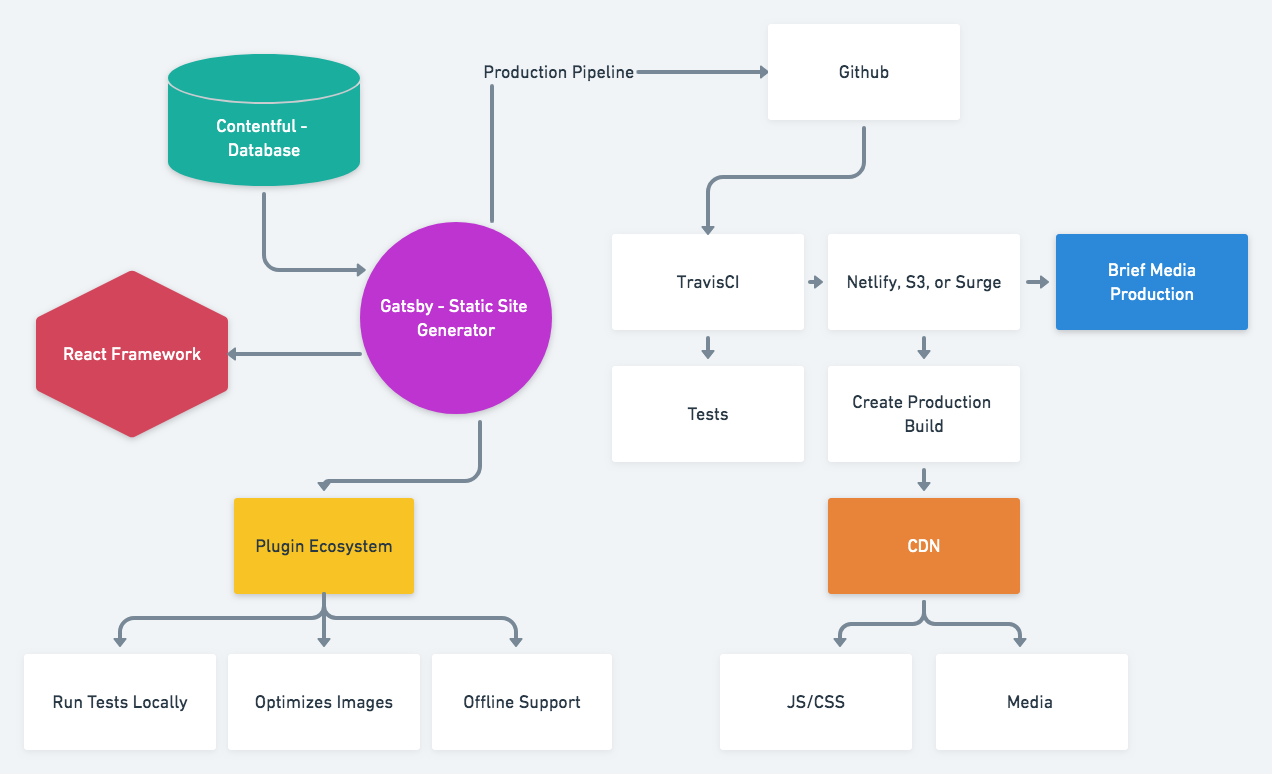 Production Pipeline
Github
Contentful -
Database
Gatsby - Static Site
Generator
React Framework
TravisCI
Netlify, S3, or Surge
Brief Media
Production
Tests
Create Production
Build
Plugin Ecosystem
CDN
Run Tests Locally
Optimizes Images
Offline Support
JS/CSS
Media